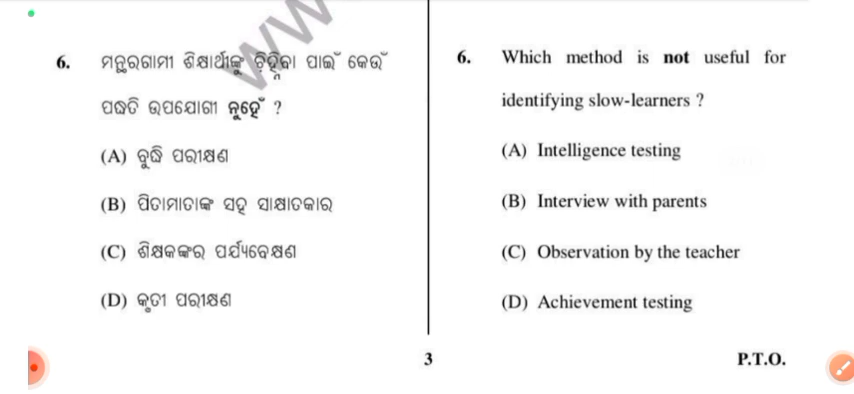 6. ମନ୍ଥରଗାମୀ ଶିକ୍ଷାର୍ଥୀଙ୍କୁ ଚିହ୍ନିବା ପାଇଁ କେଉଁ
ପଦ୍ଧତି ଉପଯୋଗୀ ନୁହେଁ ?
(A) ବୁଦ୍ଧି ପରୀକ୍ଷଣ
(B) ପିତାମାତାଙ୍କ ସହ ସାକ୍ଷାତକାର
(C) ଶିକ୍ଷକଙ୍କର ପର୍ଯ୍ୟବେକ୍ଷଣ
(D) କୃତୀ ପରୀକ୍ଷଣ
6. Which method is not useful for
identifying slow-learners ?
(A) Intelligence testing
(B) Interview with parents
(C) Observation by the teacher
(D) Achievement testing
3
P.T.O.